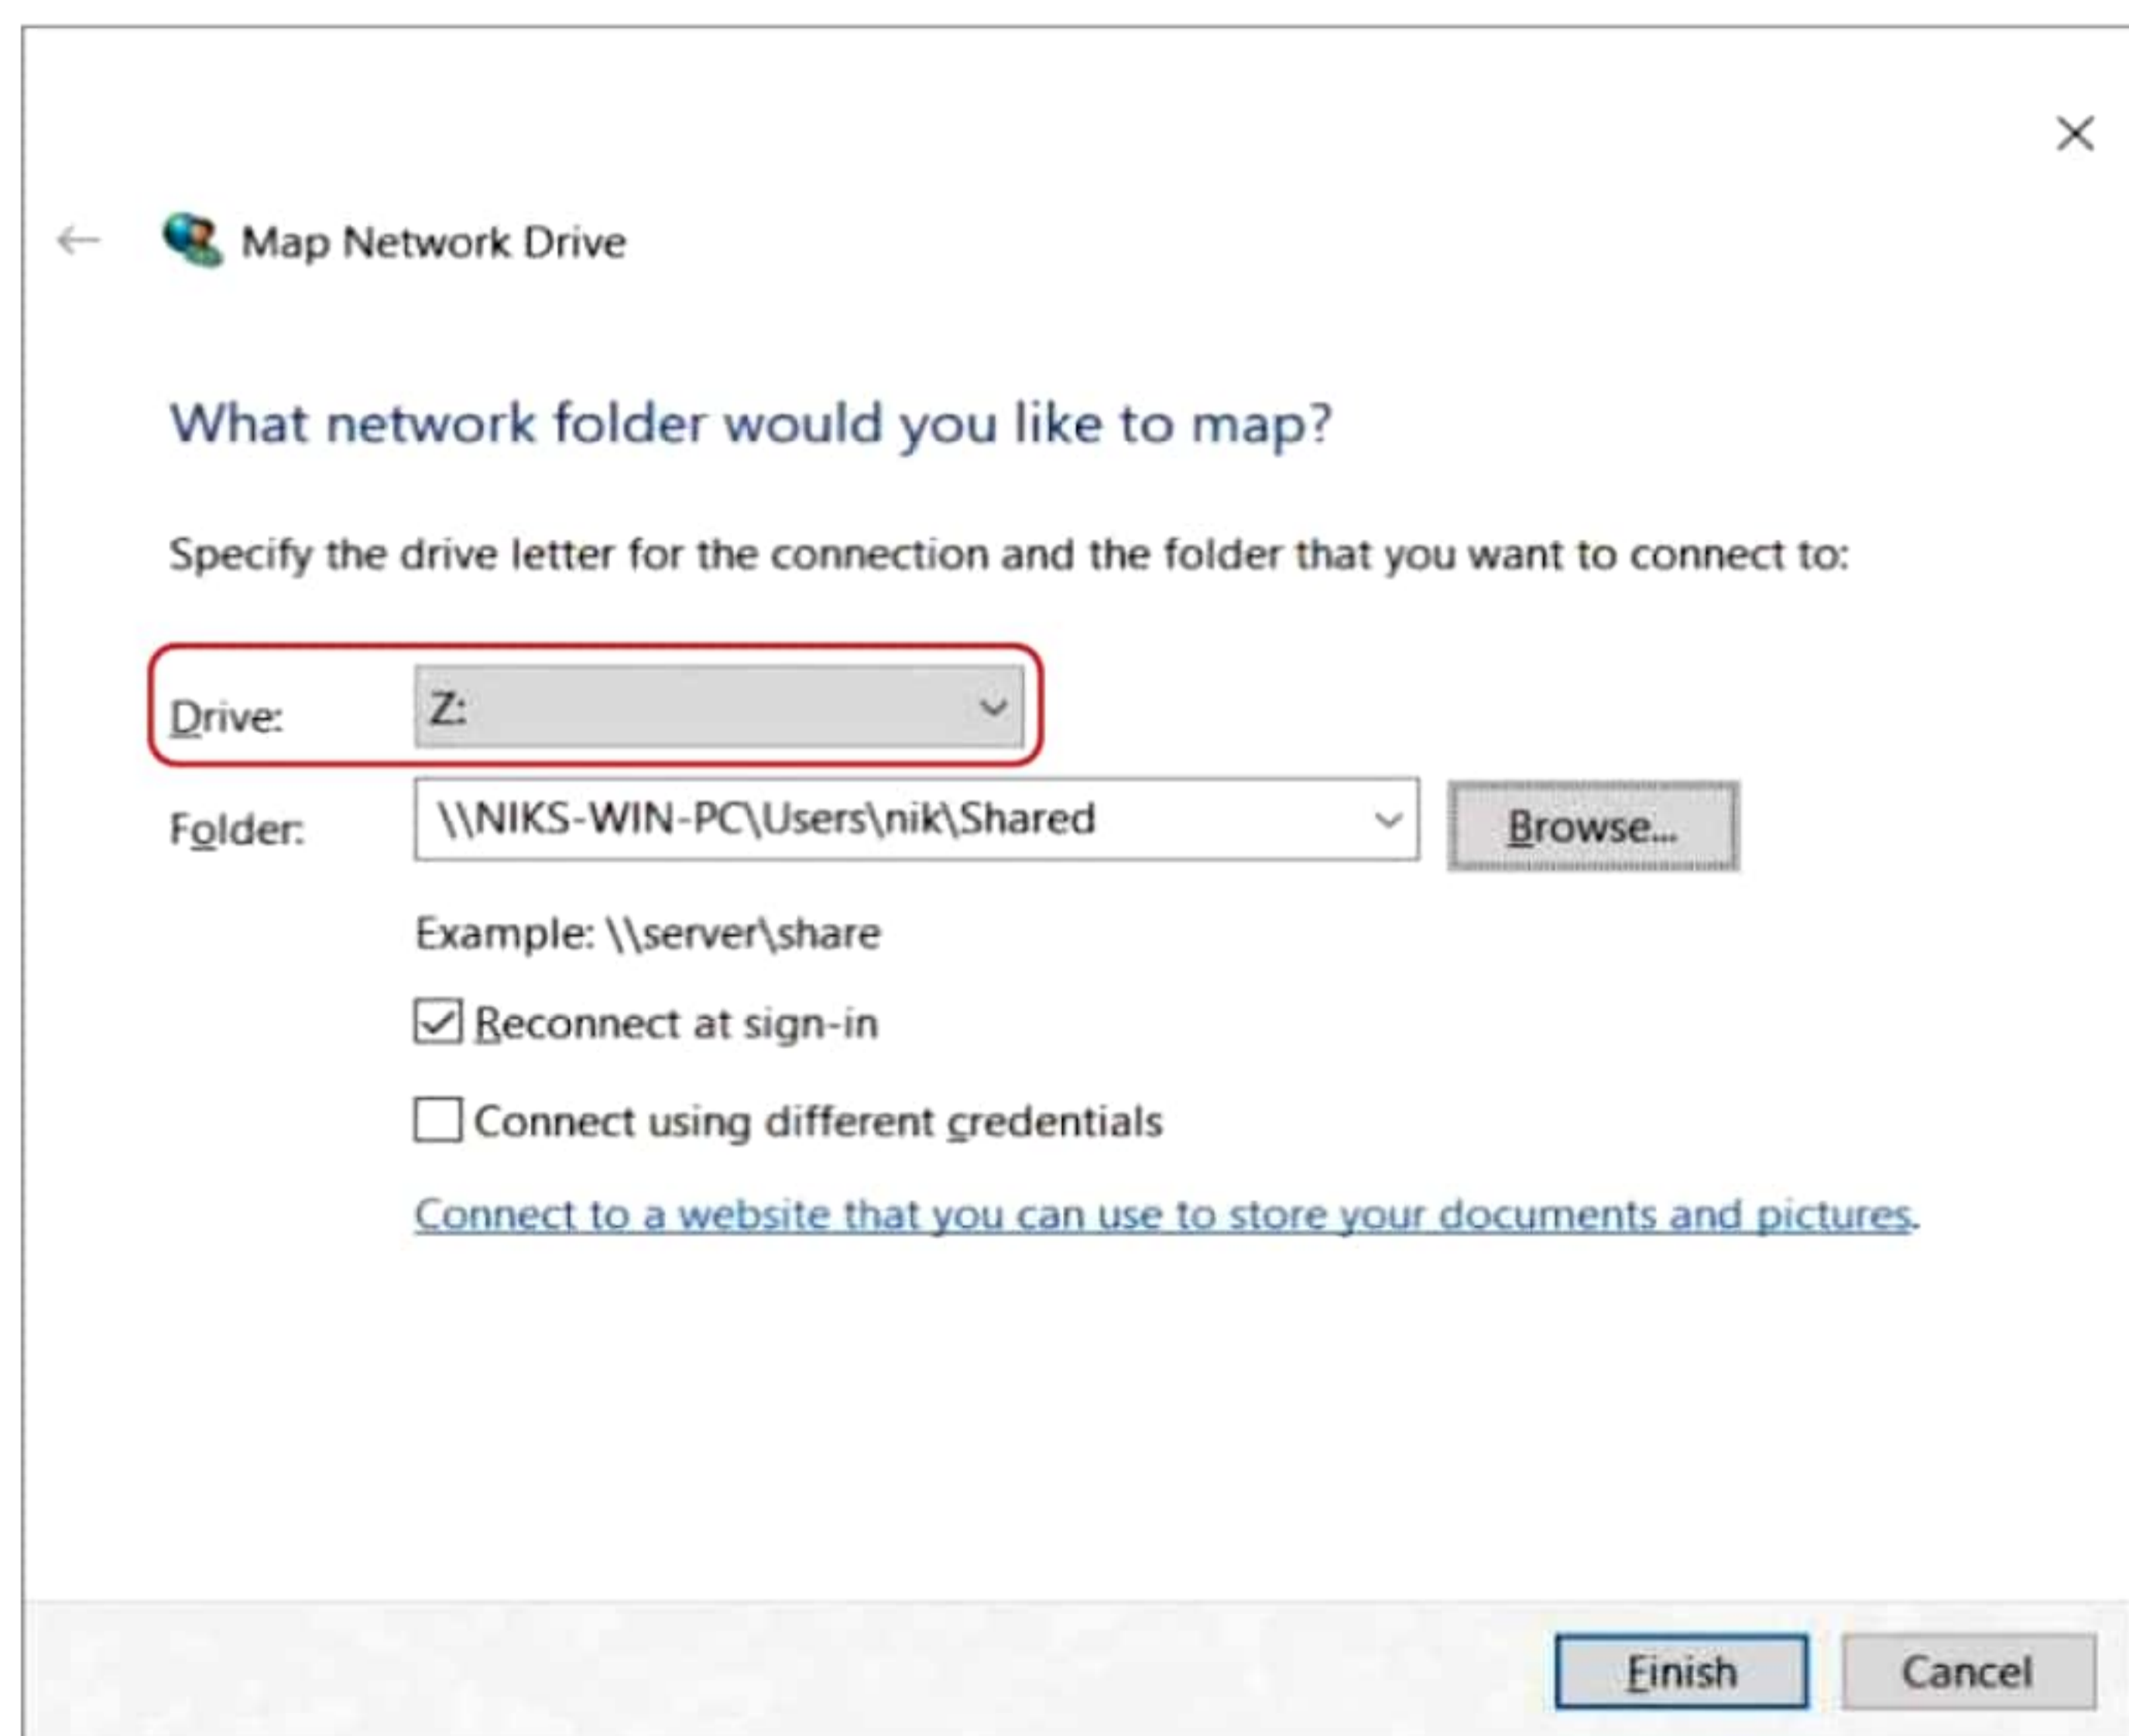 Map Network Drive
What network folder would you like to map?
Specify the drive letter for the connection and the folder that you want to connect to:
Drive: Z:
Folder: \\NIKS-WIN-PC\Users\nik\Shared Browse...
Example: \\server\share
Reconnect at sign-in
Connect using different credentials
Connect to a website that you can use to store your documents and pictures.
Finish Cancel